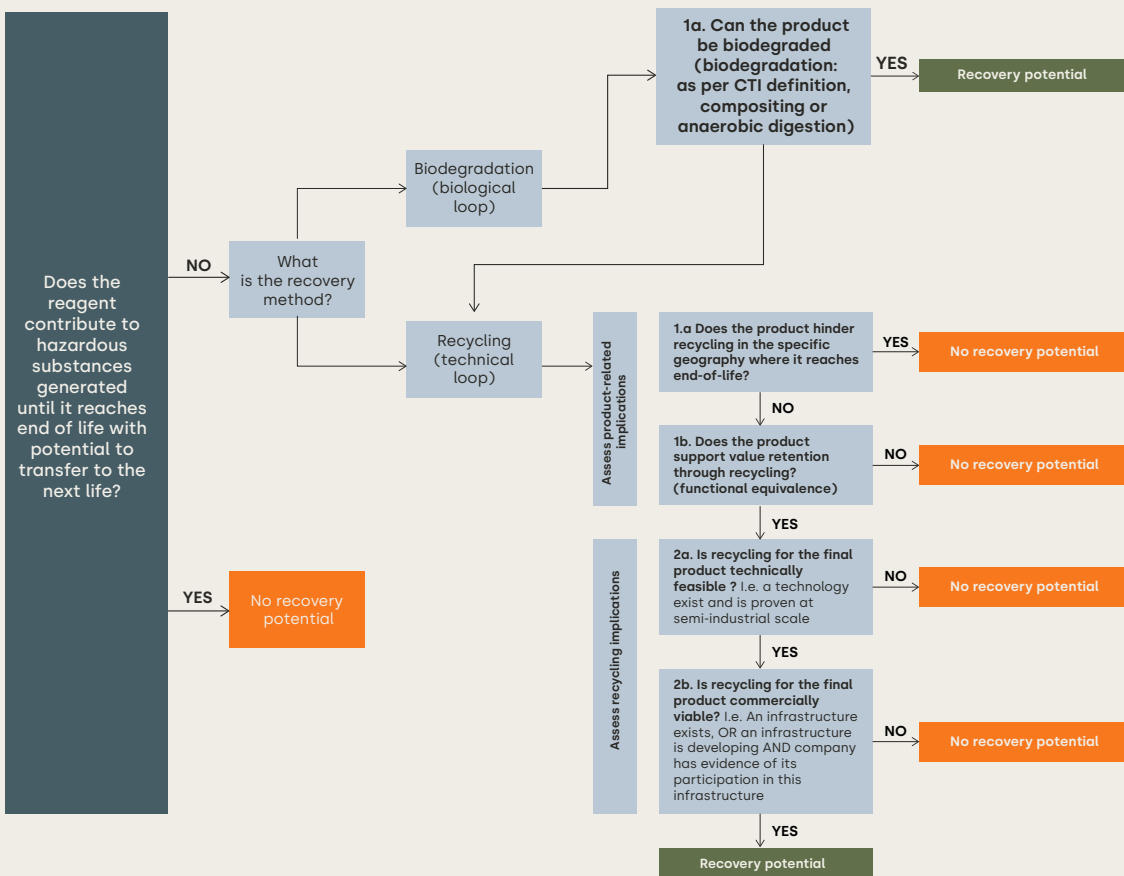 Does the
reagent
contribute to
hazardous
substances
generated
until it reaches
end of life with
potential to
transfer to the
next life?
NO
What
is the recovery
method?
YES
No recovery
potential
Biodegradation
(biological
loop)
1a. Can the product
be biodegraded
(biodegradation:
as per CTI definition,
compositing or
anaerobic digestion)
YES
Recovery potential
Recycling
(technical
loop)
Assess product-related
implications
1.a Does the product hinder
recycling in the specific
geography where it reaches
end-of-life?
YES
No recovery potential
NO
1b. Does the product
support value retention
through recycling?
(functional equivalence)
NO
No recovery potential
YES
Assess recycling implications
2a. Is recycling for the final
product technically
feasible ? I.e. a technology
exist and is proven at
semi-industrial scale
NO
No recovery potential
YES
2b. Is recycling for the final
product commercially
viable? I.e. An infrastructure
exists, OR an infrastructure
is developing AND company
has evidence of its
participation in this
infrastructure
NO
No recovery potential
YES
Recovery potential